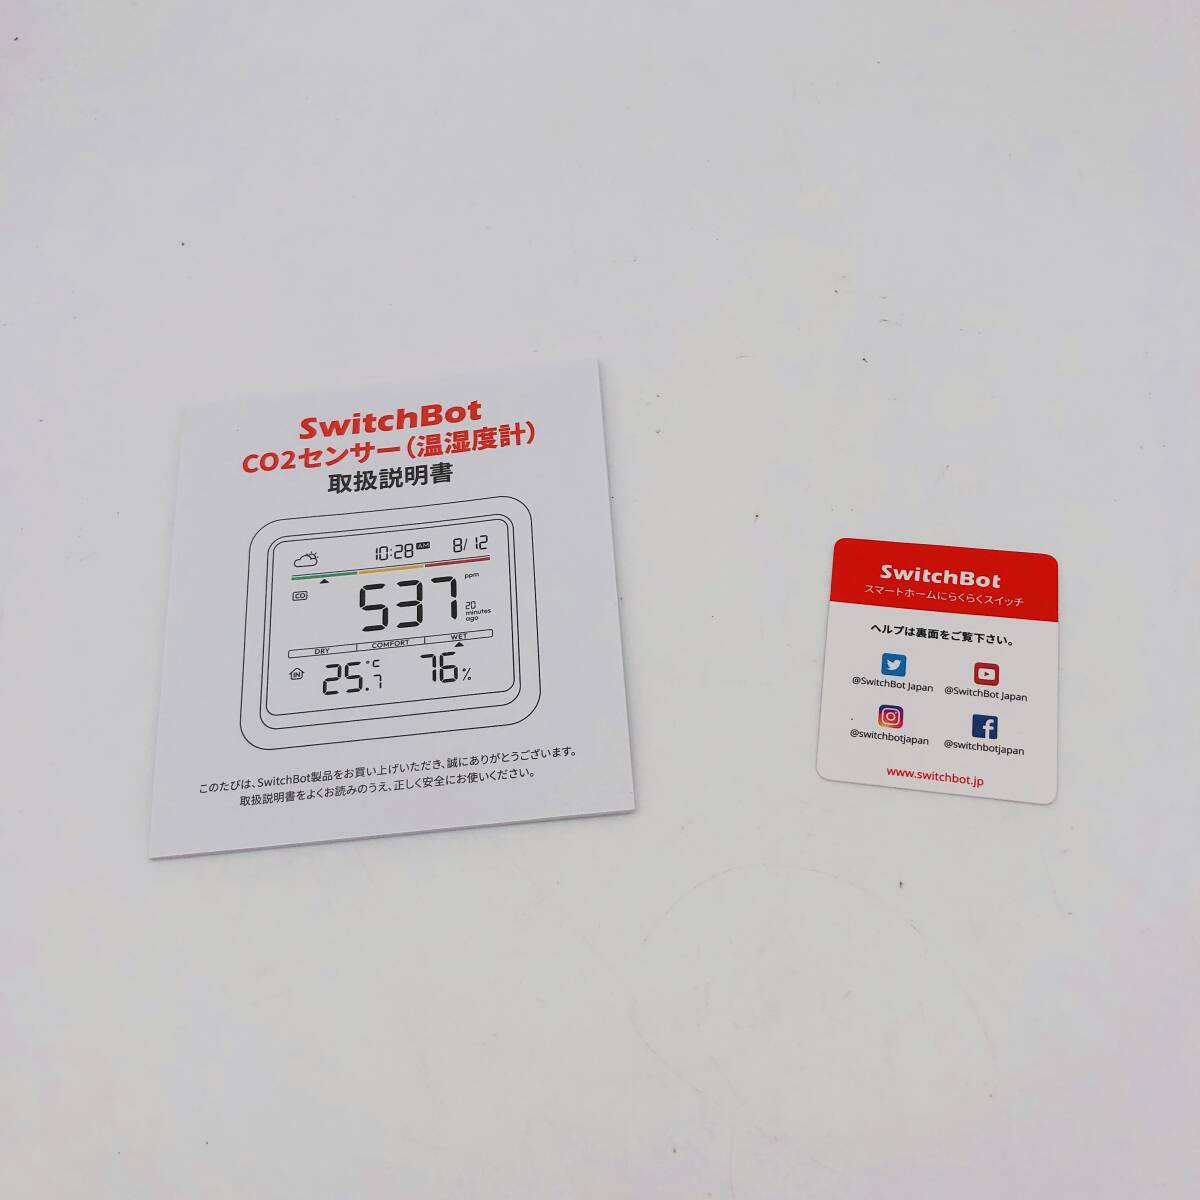 SwitchBot
CO2センサー（温湿度計）
取扱説明書
10:28 AM 8/12
ppm
CO
537
20
minutes
ago
DRY COMFORT WET
IN 25.7 °C 76%
このたびは、SwitchBot製品をお買い上げいただき、誠にありがとうございます。
取扱説明書をよくお読みのうえ、正しく安全にお使いください。
SwitchBot
スマートホームにらくらくスイッチ
ヘルプは裏面をご覧下さい。
@SwitchBot Japan @SwitchBot Japan
@switchbotjapan @switchbotjapan
www.switchbot.jp